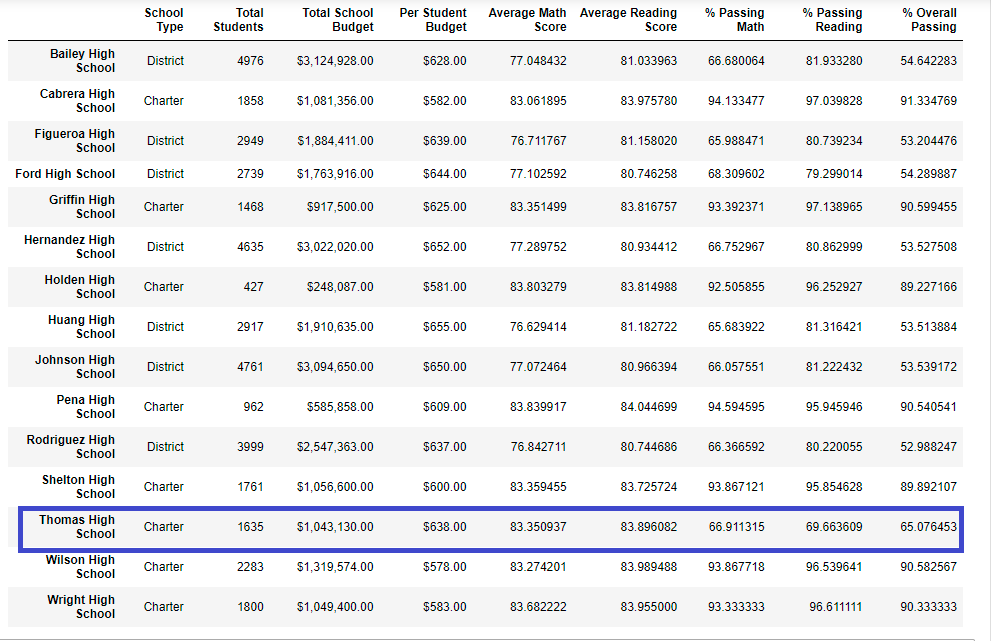 School Type Total Students Total School Budget Per Student Budget Average Math Score Average Reading Score % Passing Math % Passing Reading % Overall Passing
Bailey High School District 4976 $3,124,928.00 $628.00 77.048432 81.033963 66.680064 81.933280 54.642283
Cabrera High School Charter 1858 $1,081,356.00 $582.00 83.061895 83.975780 94.133477 97.039828 91.334769
Figueroa High School District 2949 $1,884,411.00 $639.00 76.711767 81.158020 65.988471 80.739234 53.204476
Ford High School District 2739 $1,763,916.00 $644.00 77.102592 80.746258 68.309602 79.299014 54.289887
Griffin High School Charter 1468 $917,500.00 $625.00 83.351499 83.816757 93.392371 97.138965 90.599455
Hernandez High School District 4635 $3,022,020.00 $652.00 77.289752 80.934412 66.752967 80.862999 53.527508
Holden High School Charter 427 $248,087.00 $581.00 83.803279 83.814988 92.505855 96.252927 89.227166
Huang High School District 2917 $1,910,635.00 $655.00 76.629414 81.182722 65.683922 81.316421 53.513884
Johnson High School District 4761 $3,094,650.00 $650.00 77.072464 80.966394 66.057551 81.222432 53.539172
Pena High School Charter 962 $585,858.00 $609.00 83.839917 84.044699 94.594595 95.945946 90.540541
Rodriguez High School District 3999 $2,547,363.00 $637.00 76.842711 80.744686 66.366592 80.220055 52.988247
Shelton High School Charter 1761 $1,056,600.00 $600.00 83.359455 83.725724 93.867121 95.854628 89.892107
Thomas High School Charter 1635 $1,043,130.00 $638.00 83.350937 83.896082 66.911315 69.663609 65.076453
Wilson High School Charter 2283 $1,319,574.00 $578.00 83.274201 83.989488 93.867718 96.539641 90.582567
Wright High School Charter 1800 $1,049,400.00 $583.00 83.682222 83.955000 93.333333 96.611111 90.333333